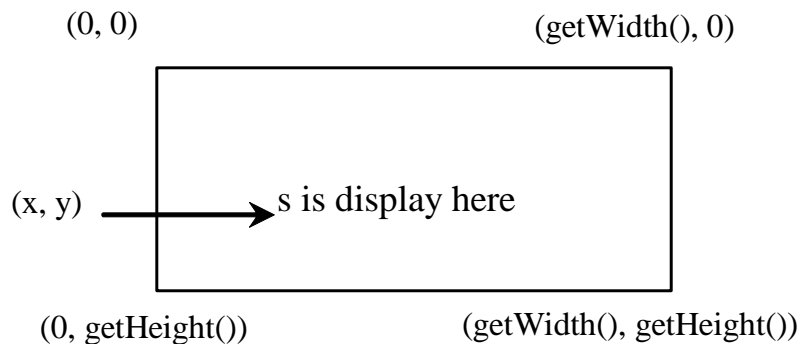 (0, 0)
(getWidth(), 0)
(x, y)
s is display here
(0, getHeight())
(getWidth(), getHeight())